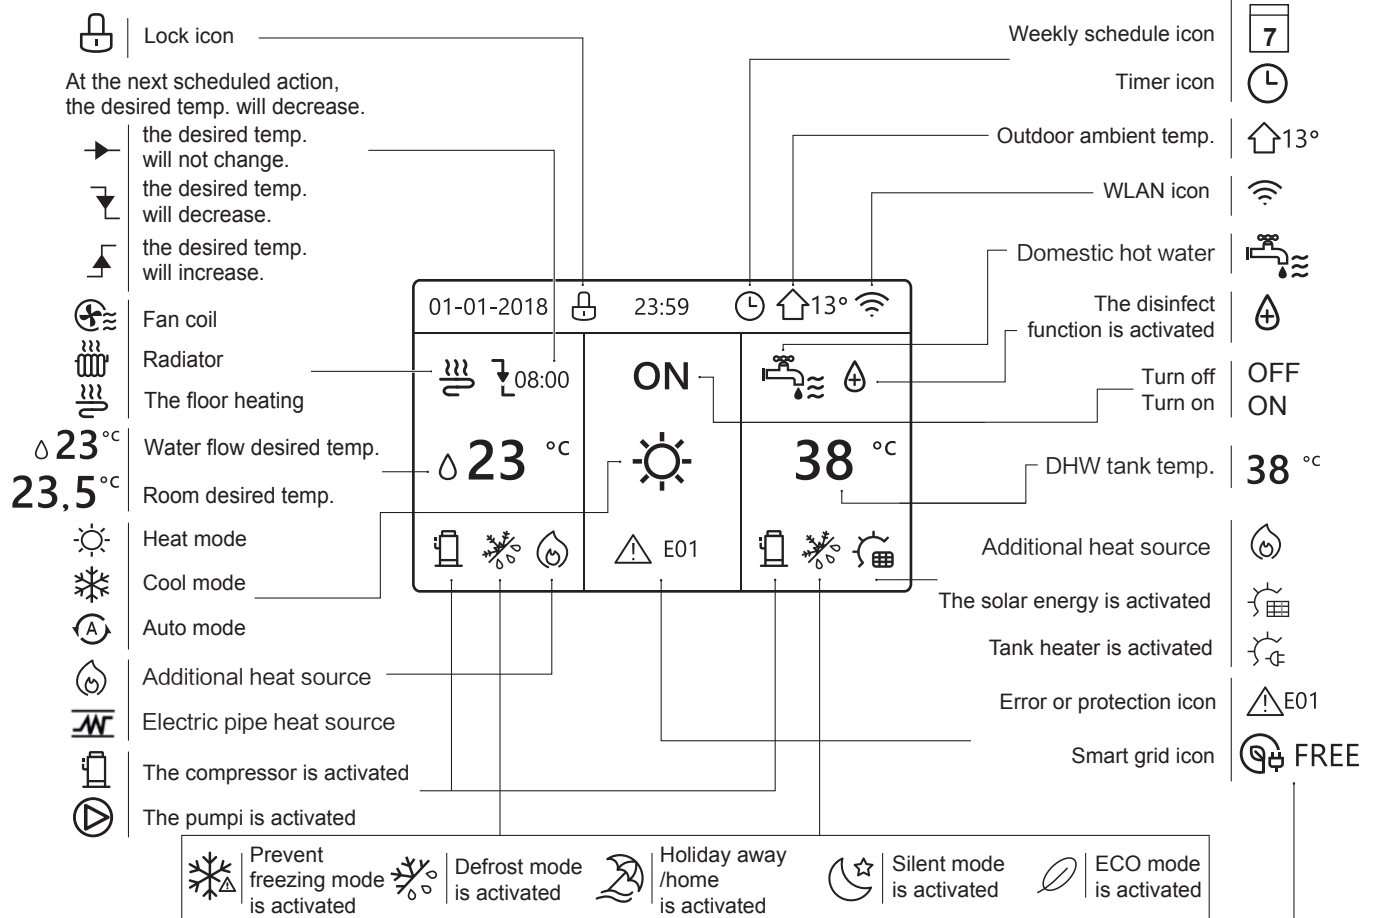 Lock icon
At the next scheduled action,
the desired temp. will decrease.
the desired temp.
will not change.
the desired temp.
will decrease.
the desired temp.
will increase.
Fan coil
Radiator
The floor heating
23°C
Water flow desired temp.
23,5°C
Room desired temp.
Heat mode
Cool mode
A
Auto mode
Additional heat source
Electric pipe heat source
The compressor is activated
The pumpi is activated
01-01-2018
23:59
13°
08:00
ON
23 °C
38 °C
E01
Weekly schedule icon
7
Timer icon
Outdoor ambient temp.
13°
WLAN icon
Domestic hot water
The disinfect
function is activated
Turn off
OFF
Turn on
ON
DHW tank temp.
38 °C
Additional heat source
The solar energy is activated
Tank heater is activated
Error or protection icon
E01
Smart grid icon
FREE
Prevent
freezing mode
is activated
Defrost mode
is activated
Holiday away
/home
is activated
Silent mode
is activated
ECO mode
is activated